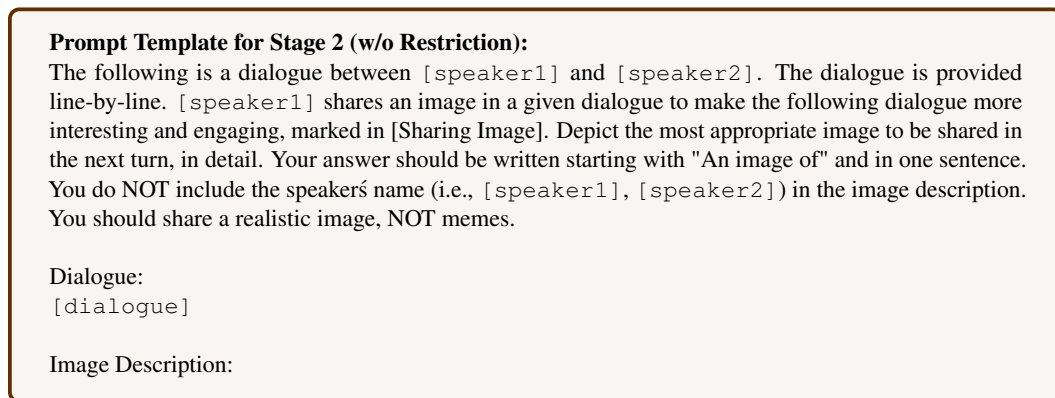 Prompt Template for Stage 2 (w/o Restriction):
The following is a dialogue between [speaker1] and [speaker2]. The dialogue is provided
line-by-line. [speaker1] shares an image in a given dialogue to make the following dialogue more
interesting and engaging, marked in [Sharing Image]. Depict the most appropriate image to be shared in
the next turn, in detail. Your answer should be written starting with "An image of" and in one sentence.
You do NOT include the speakerś name (i.e., [speaker1], [speaker2]) in the image description.
You should share a realistic image, NOT memes.
Dialogue:
[dialogue]
Image Description: